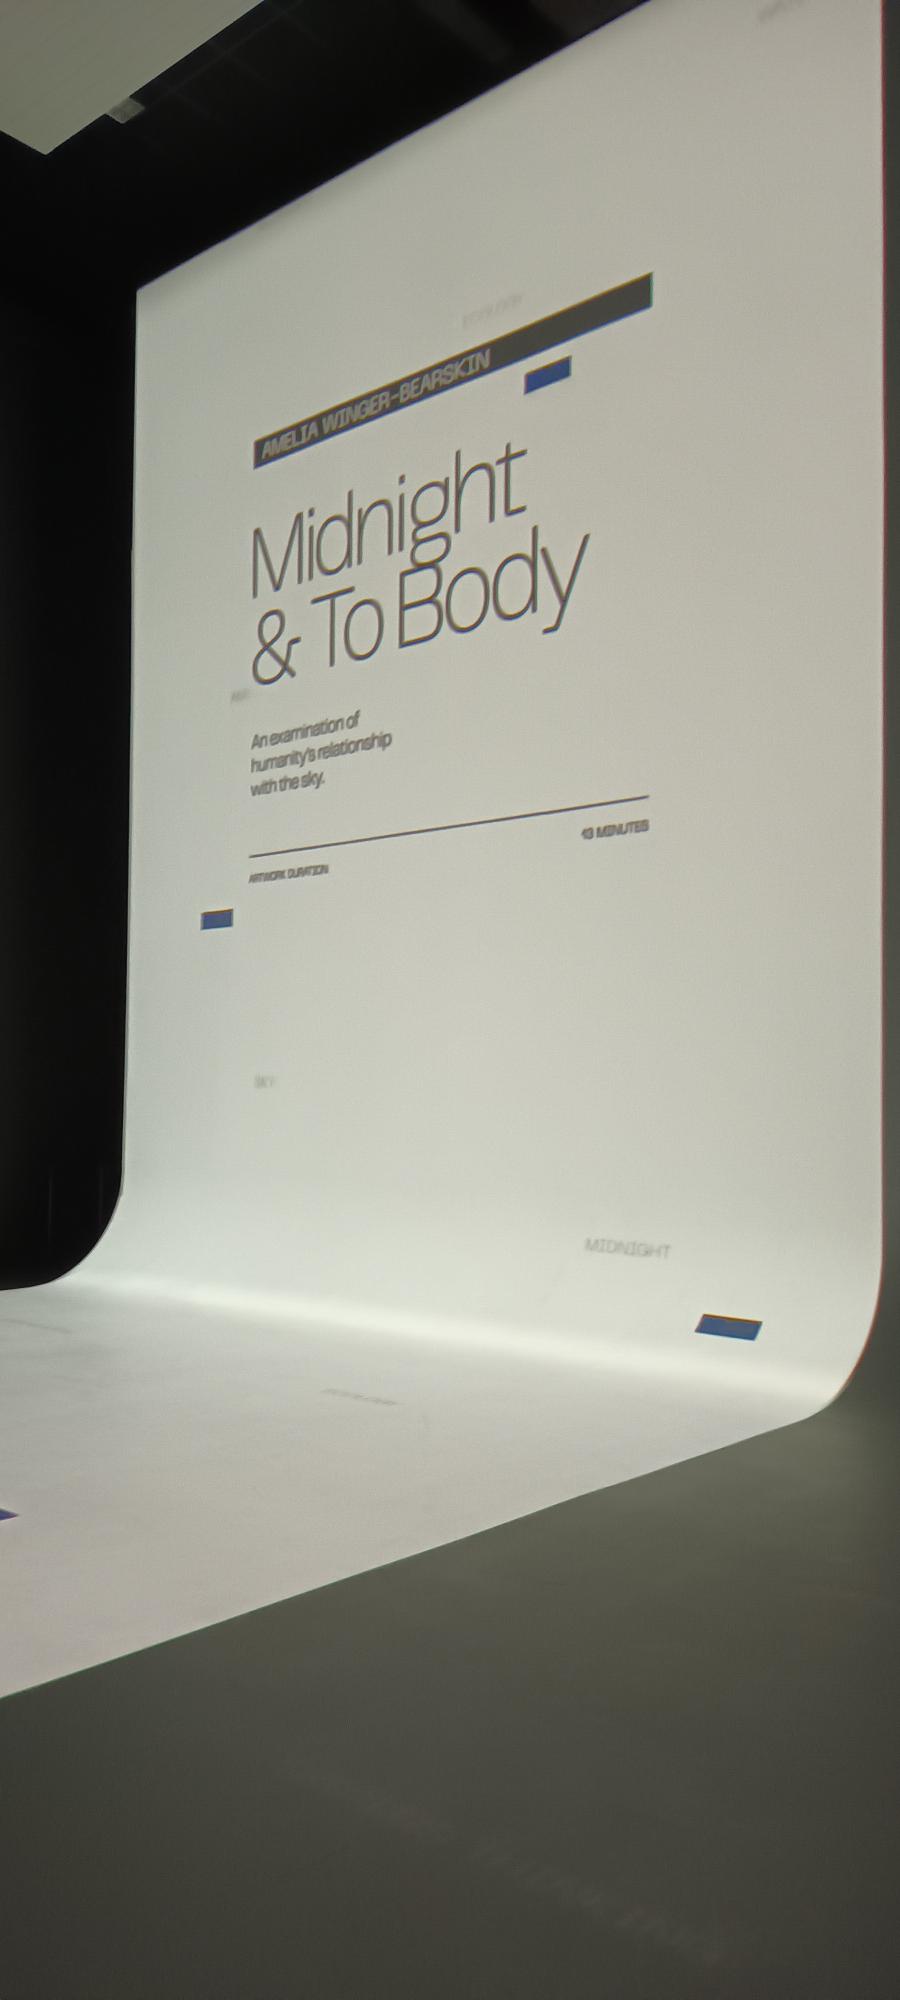 AMELIA WINGER-BEARSKIN
Midnight
& To Body
An examination of
humanity's relationship
with the sky.
13 MINUTES
ARTWORK DURATION
SKY
MIDNIGHT